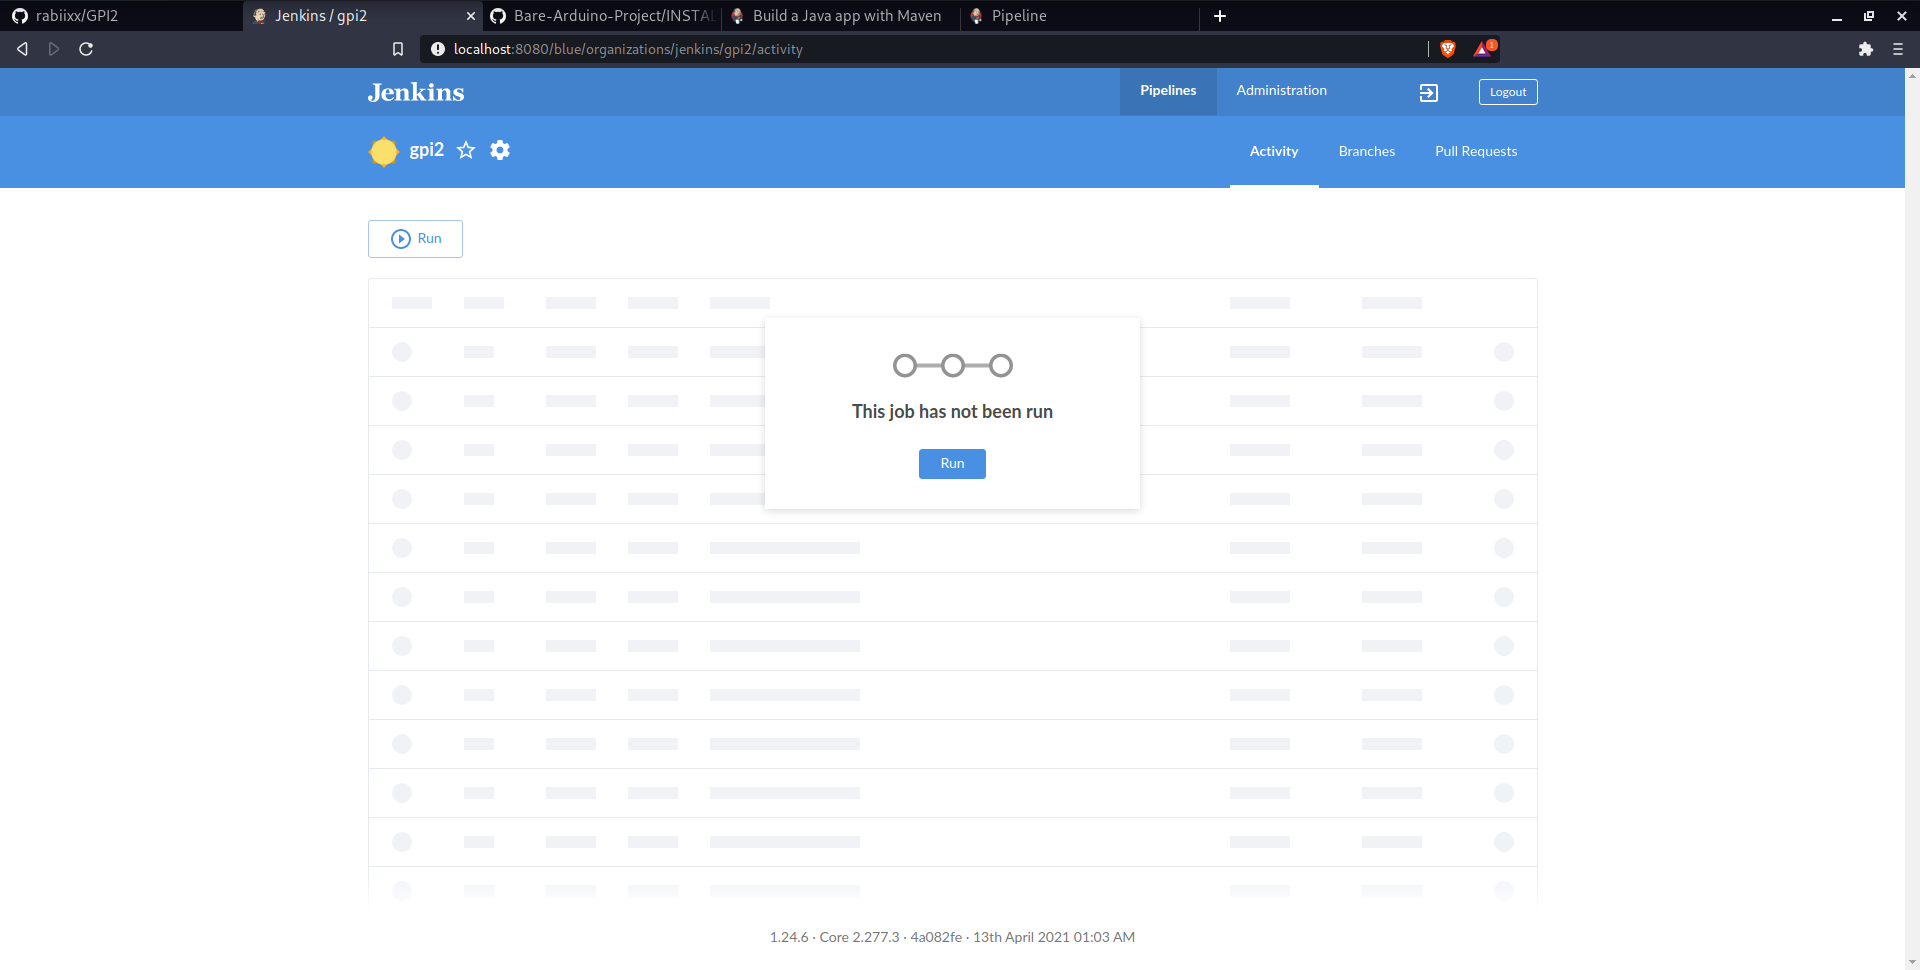 rabiixx/GPI2
Jenkins / gpi2
Bare-Arduino-Project/INSTAL
Build a Java app with Maven
Pipeline
localhost:8080/blue/organizations/jenkins/gpi2/activity
1
Jenkins
Pipelines
Administration
Logout
gpi2
Activity
Branches
Pull Requests
Run
This job has not been run
Run
1.24.6 · Core 2.277.3 · 4a082fe · 13th April 2021 01:03 AM